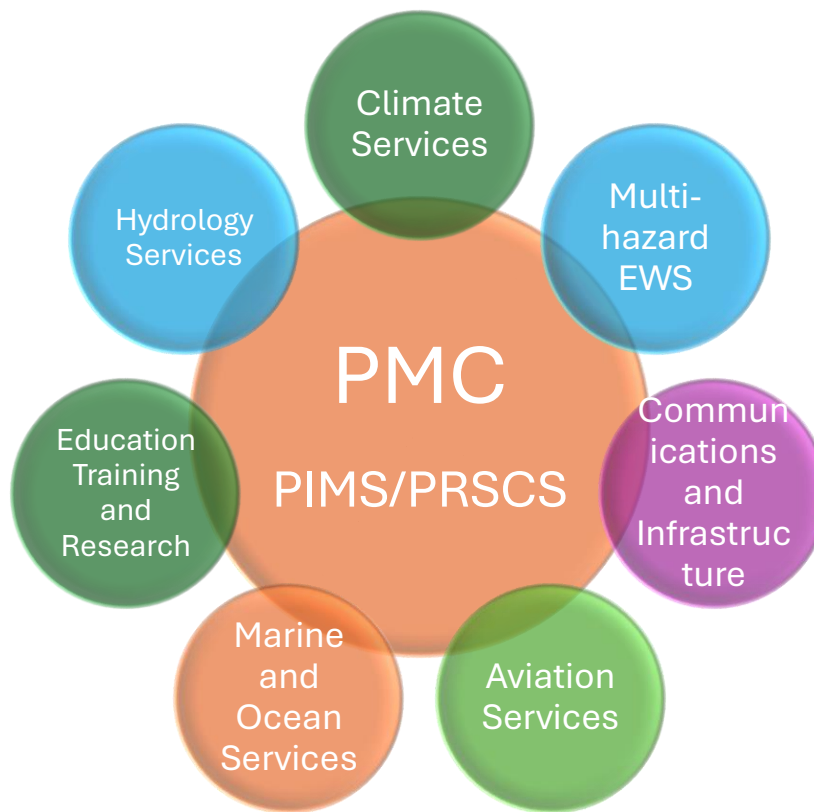 Climate
Services
Multi-
hazard
EWS
Commun
ications
and
Infrastruc
ture
Aviation
Services
Marine
and
Ocean
Services
Education
Training
and
Research
Hydrology
Services
PMC
PIMS/PRSCS